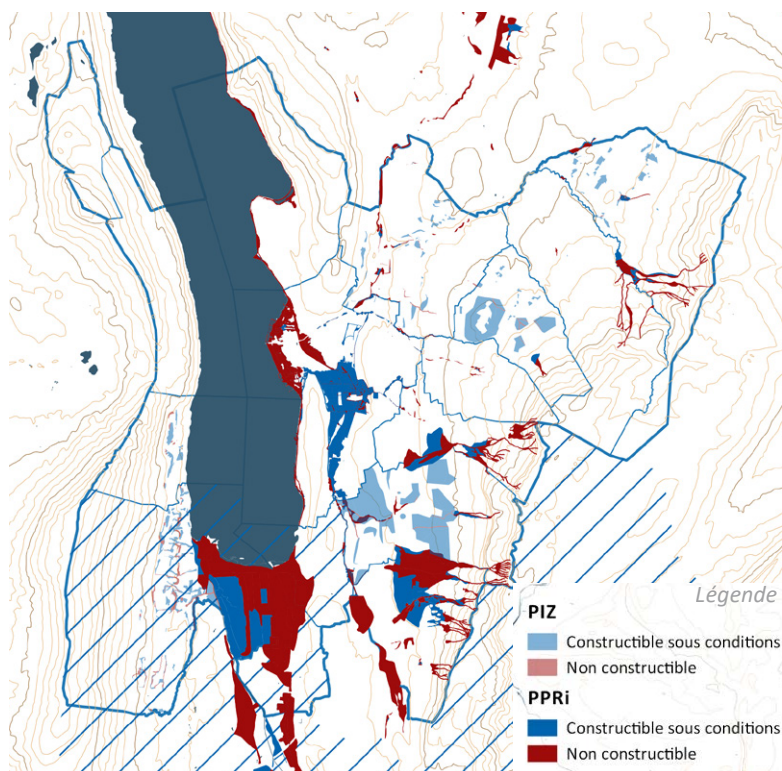 Légende
PIZ
Constructible sous conditions
Non constructible
PPRi
Constructible sous conditions
Non constructible